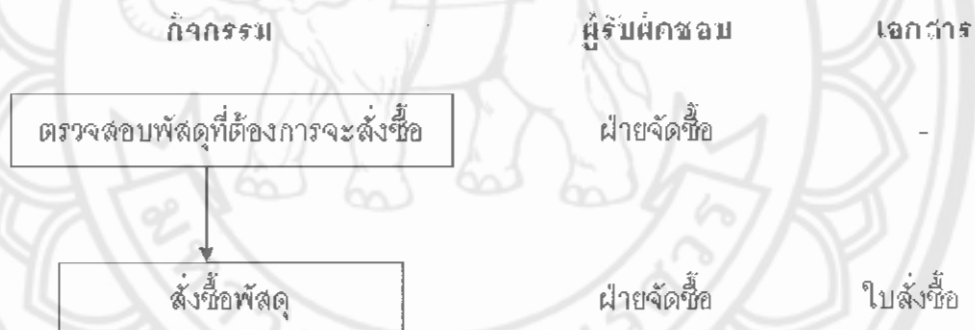 กิจกรรม ผู้รับผิดชอบ เอกสาร
ตรวจสอบพัสดุที่ต้องการจะสั่งซื้อ ฝ่ายจัดซื้อ -
สั่งซื้อพัสดุ ฝ่ายจัดซื้อ ใบสั่งซื้อ